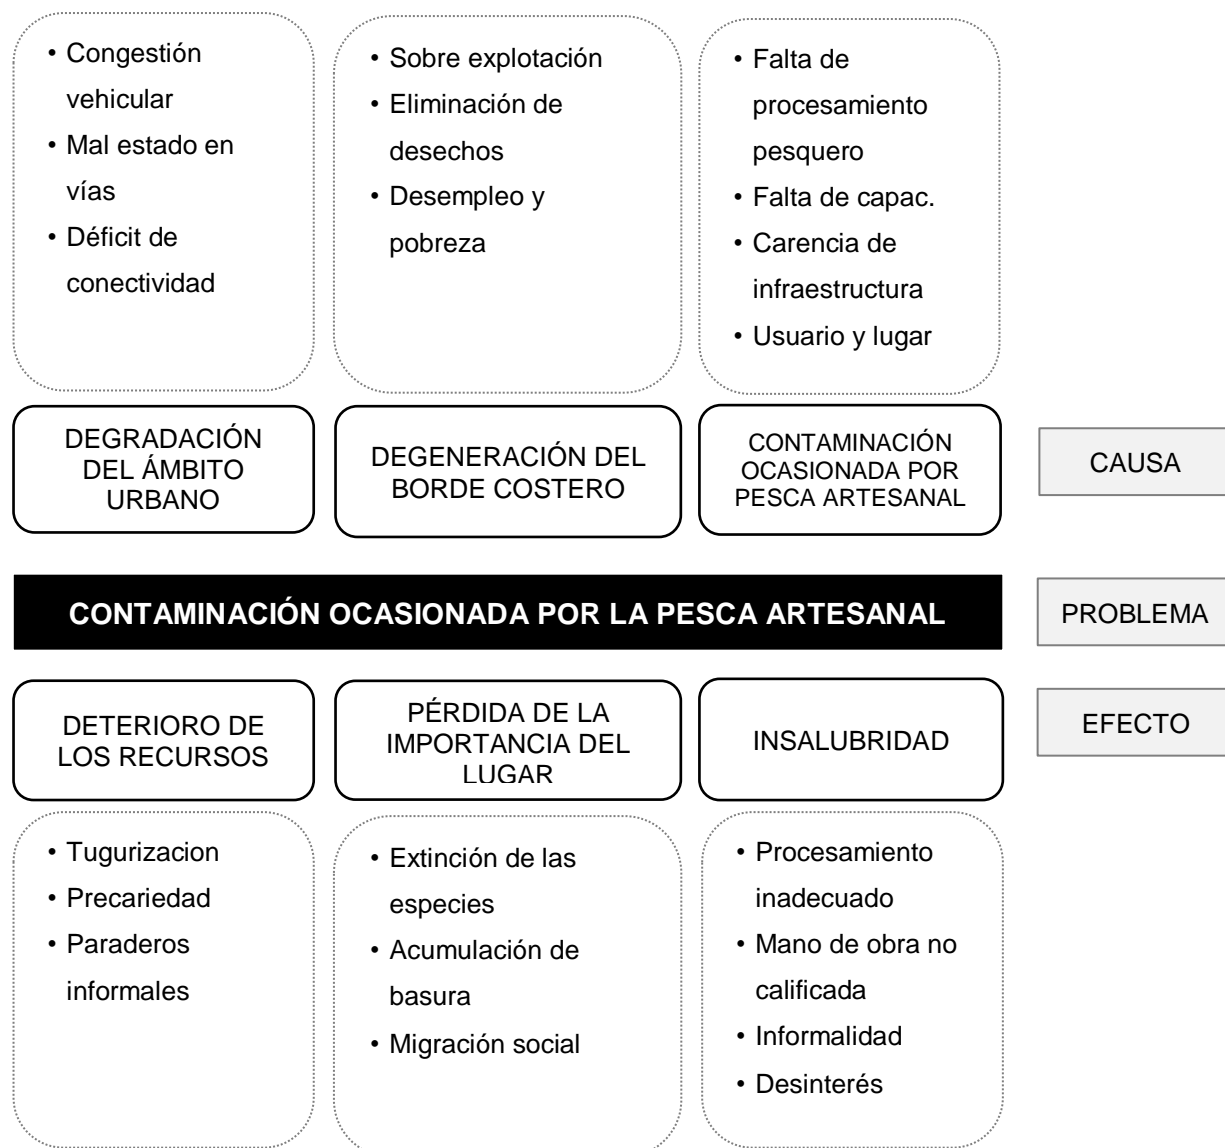 • Congestión
vehicular
• Mal estado en
vías
• Déficit de
conectividad
• Sobre explotación
• Eliminación de
desechos
• Desempleo y
pobreza
• Falta de
procesamiento
pesquero
• Falta de capac.
• Carencia de
infraestructura
• Usuario y lugar
DEGRADACIÓN
DEL ÁMBITO
URBANO
DEGENERACIÓN DEL
BORDE COSTERO
CONTAMINACIÓN
OCASIONADA POR
PESCA ARTESANAL
CAUSA
CONTAMINACIÓN OCASIONADA POR LA PESCA ARTESANAL
PROBLEMA
DETERIORO DE
LOS RECURSOS
PÉRDIDA DE LA
IMPORTANCIA DEL
LUGAR
INSALUBRIDAD
EFECTO
• Tugurizacion
• Precariedad
• Paraderos
informales
• Extinción de las
especies
• Acumulación de
basura
• Migración social
• Procesamiento
inadecuado
• Mano de obra no
calificada
• Informalidad
• Desinterés